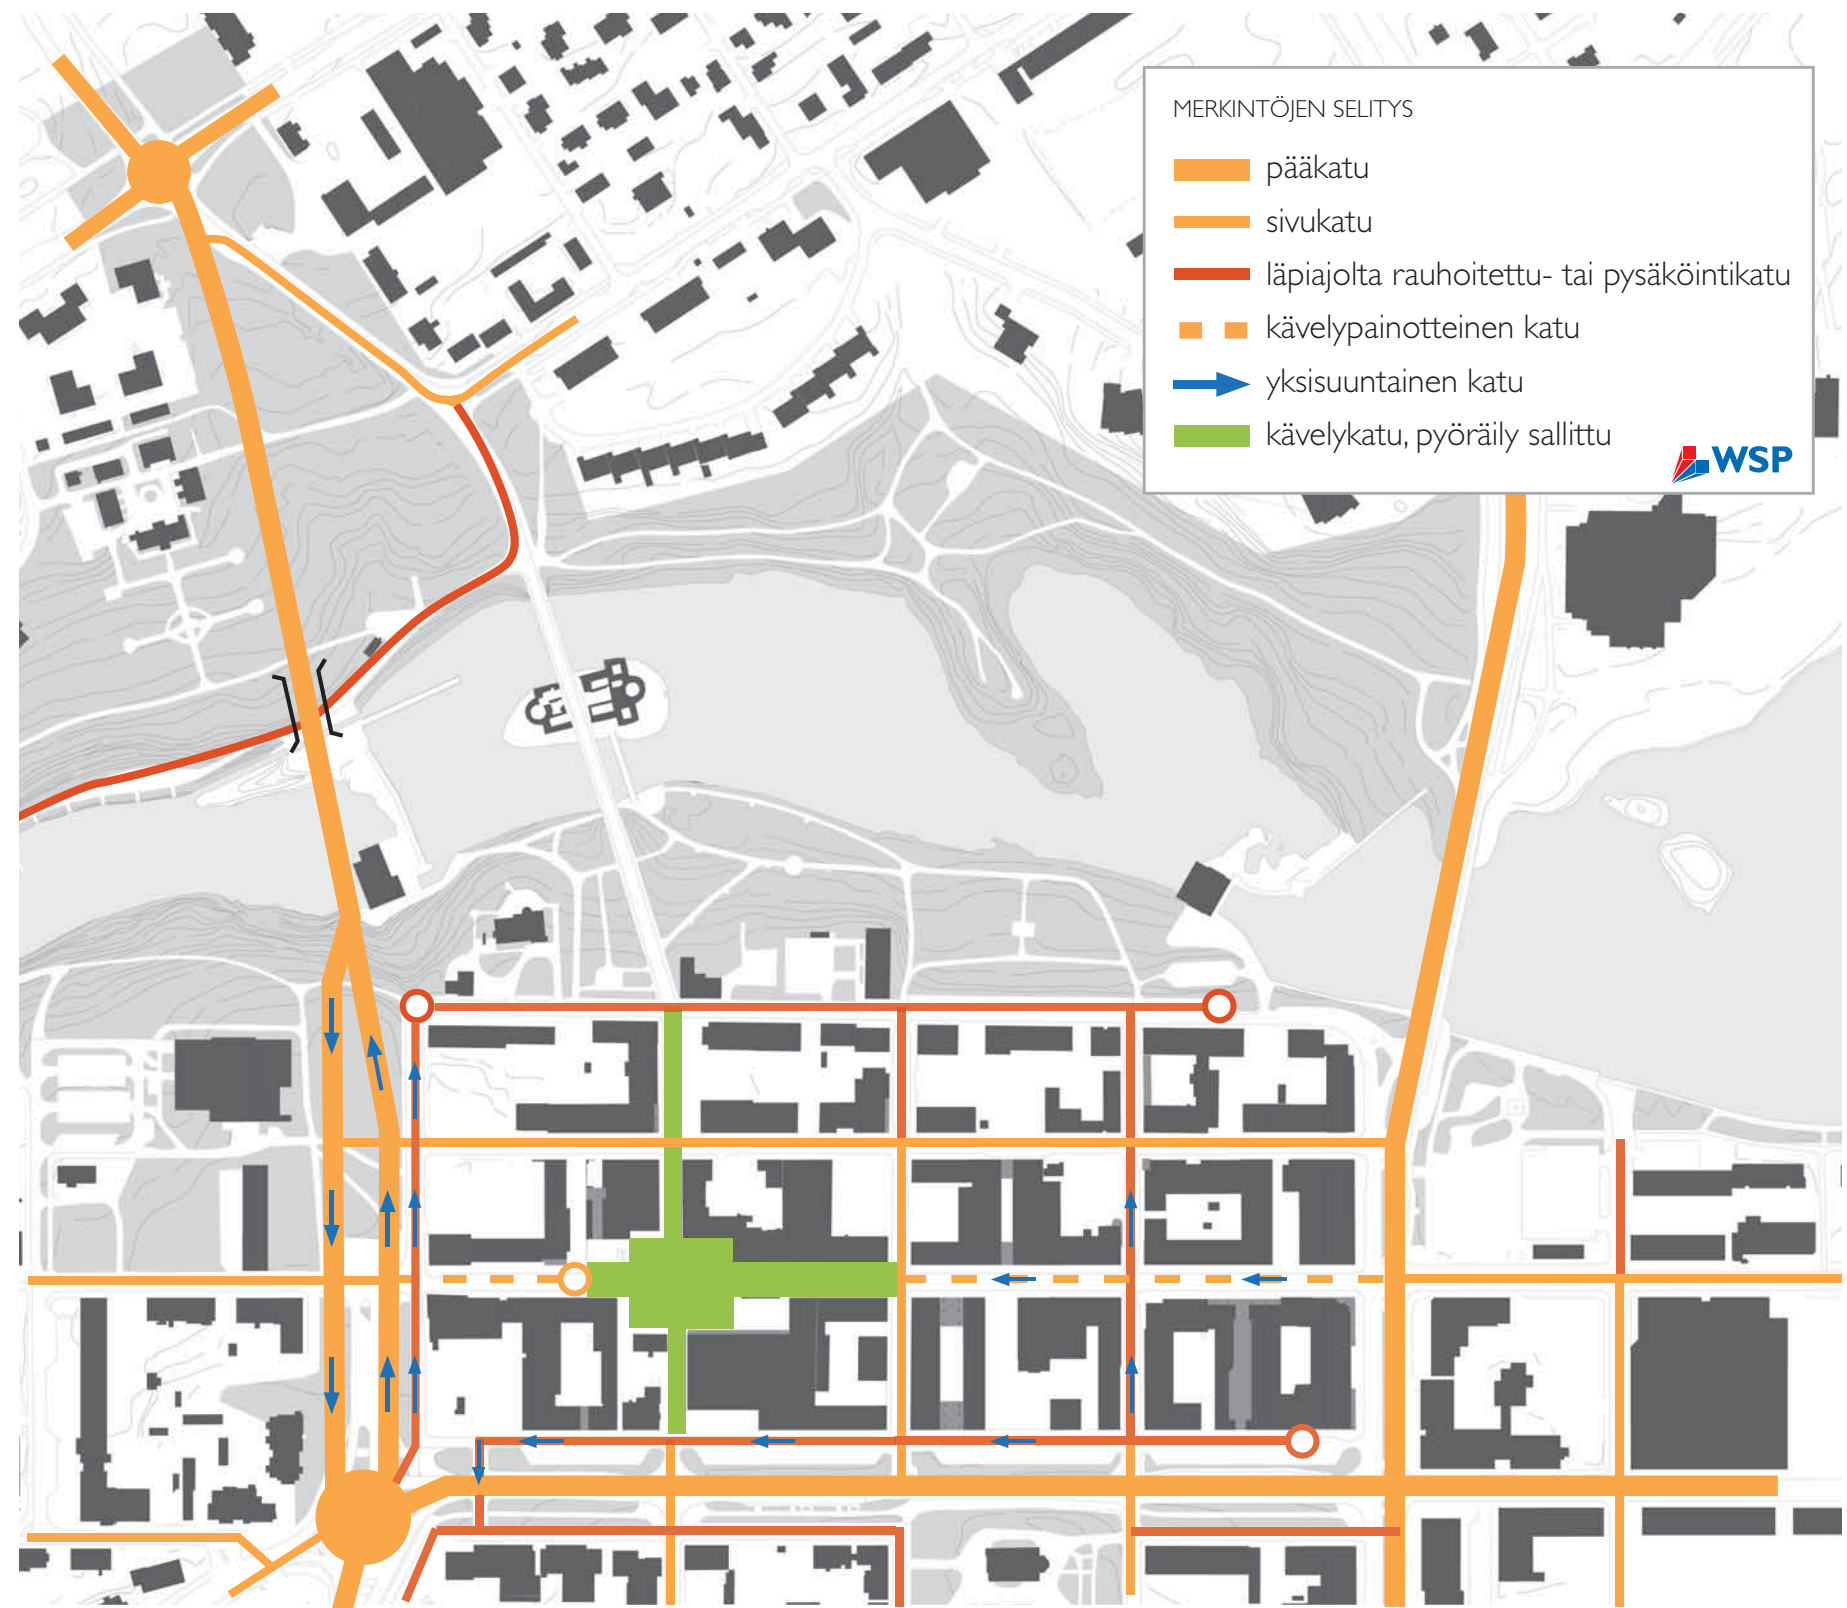 MERKINTÖJEN SELITYS
pääkatu
sivukatu
läpiajolta rauhoitettu- tai pysäköintikatu
kävelypainotteinen katu
yksisuuntainen katu
kävelykatu, pyöräily sallittu
WSP